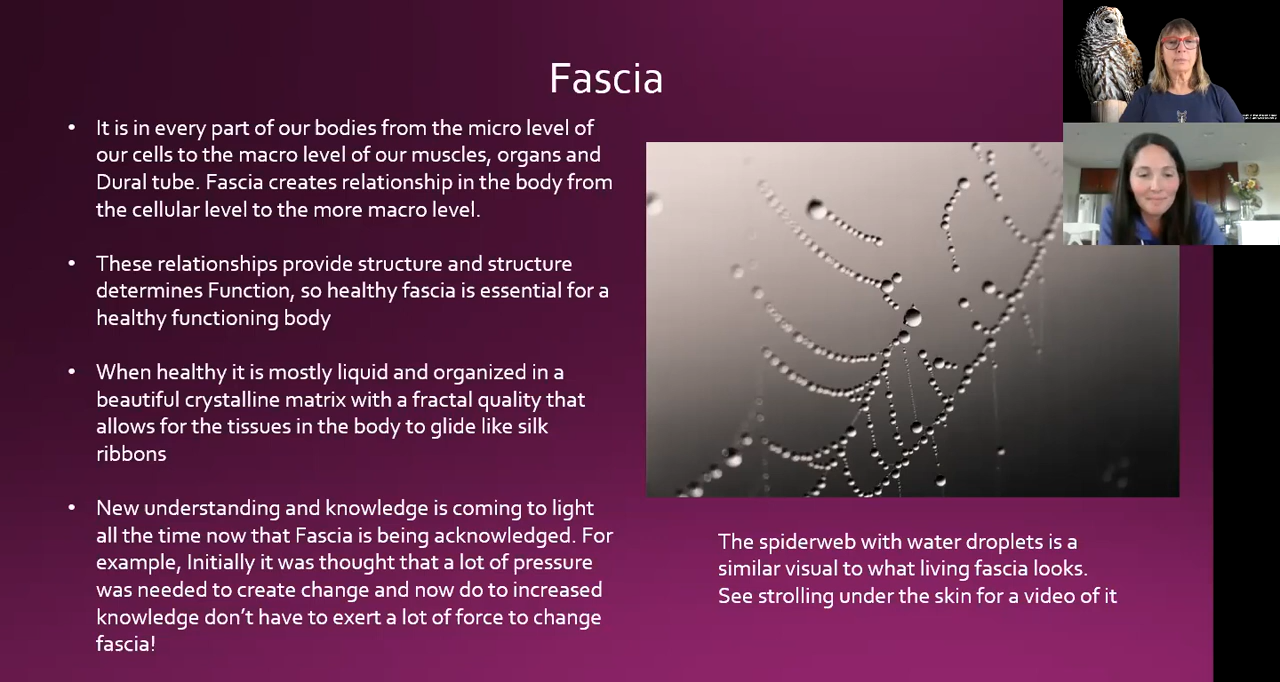 Fascia
• It is in every part of our bodies from the micro level of
our cells to the macro level of our muscles, organs and
Dural tube. Fascia creates relationship in the body from
the cellular level to the more macro level.
• These relationships provide structure and structure
determines Function, so healthy fascia is essential for a
healthy functioning body
• When healthy it is mostly liquid and organized in a
beautiful crystalline matrix with a fractal quality that
allows for the tissues in the body to glide like silk
ribbons
• New understanding and knowledge is coming to light
all the time now that Fascia is being acknowledged. For
example, Initially it was thought that a lot of pressure
was needed to create change and now do to increased
knowledge don't have to exert a lot of force to change
fascia!
The spiderweb with water droplets is a
similar visual to what living fascia looks.
See strolling under the skin for a video of it